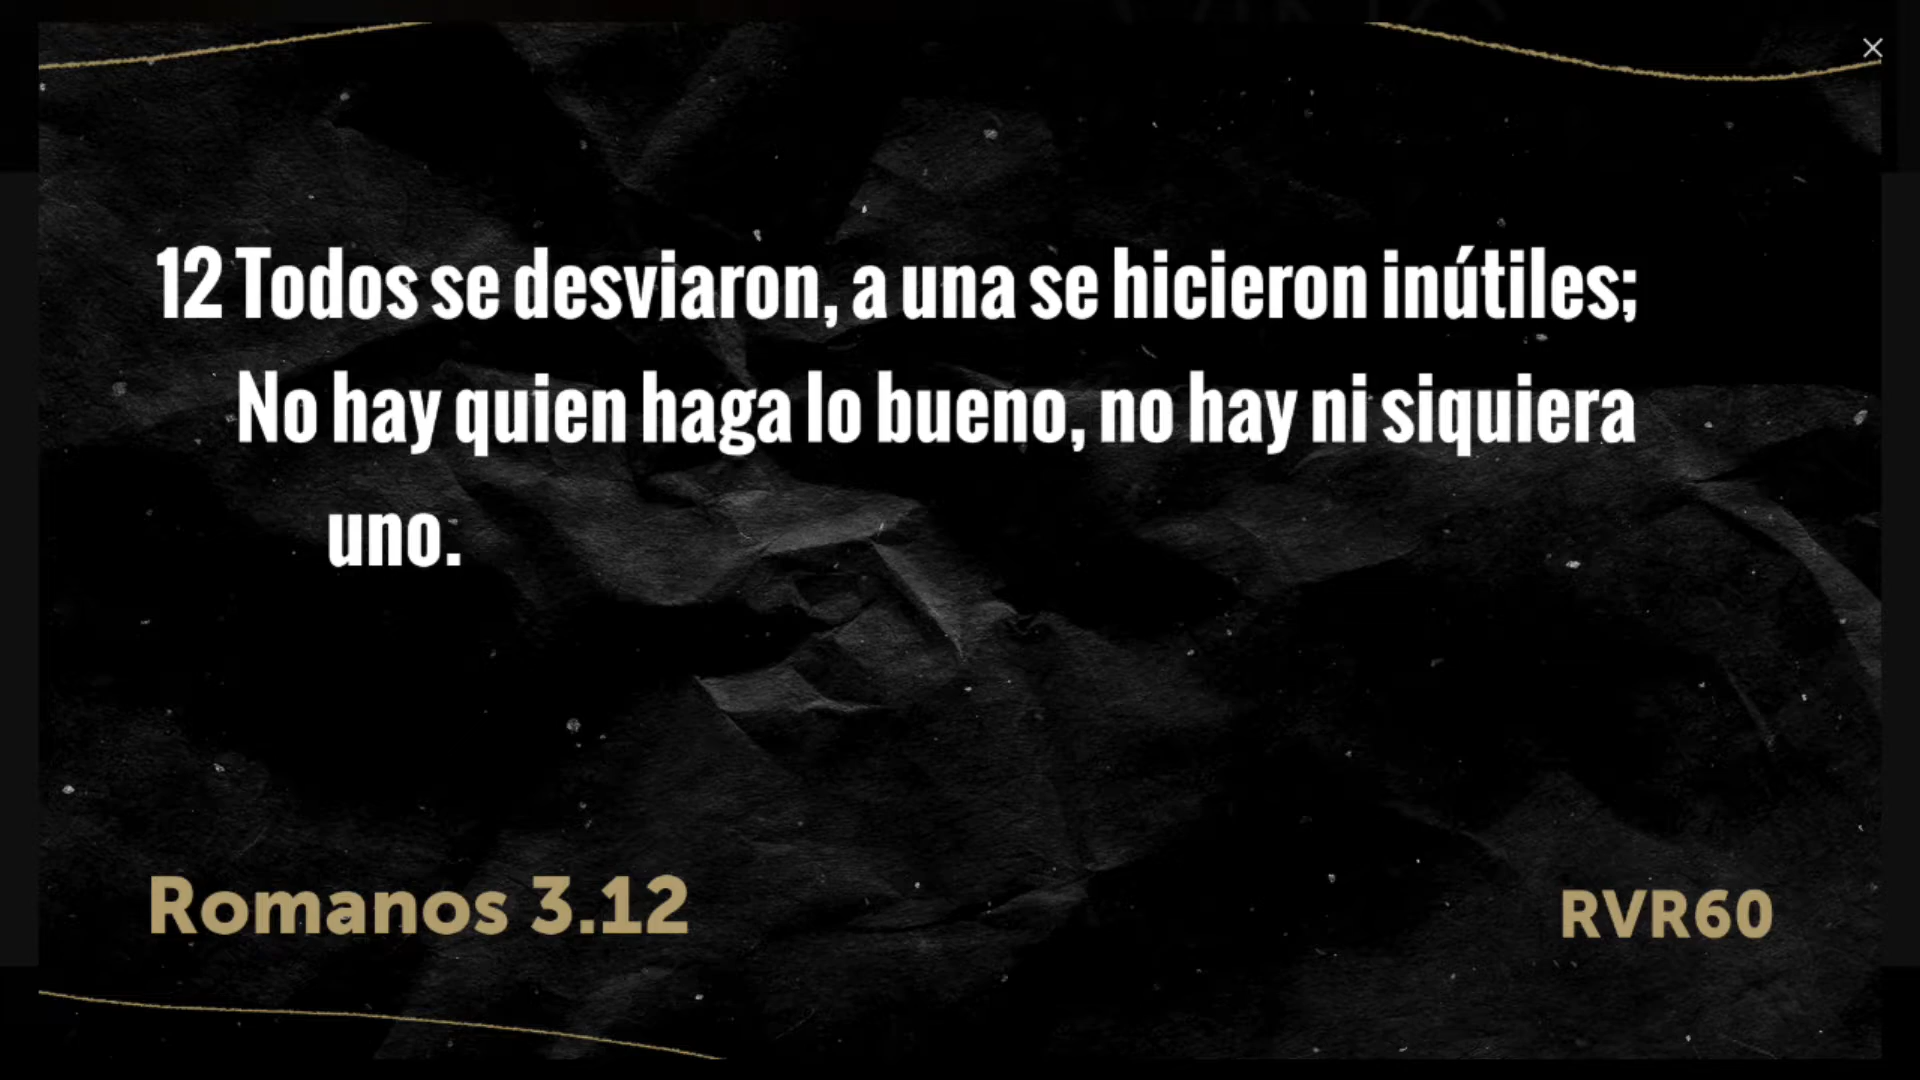 12 Todos se desviaron, a una se hicieron inútiles;
No hay quien haga lo bueno, no hay ni siquiera
uno.
Romanos 3.12
RVR60